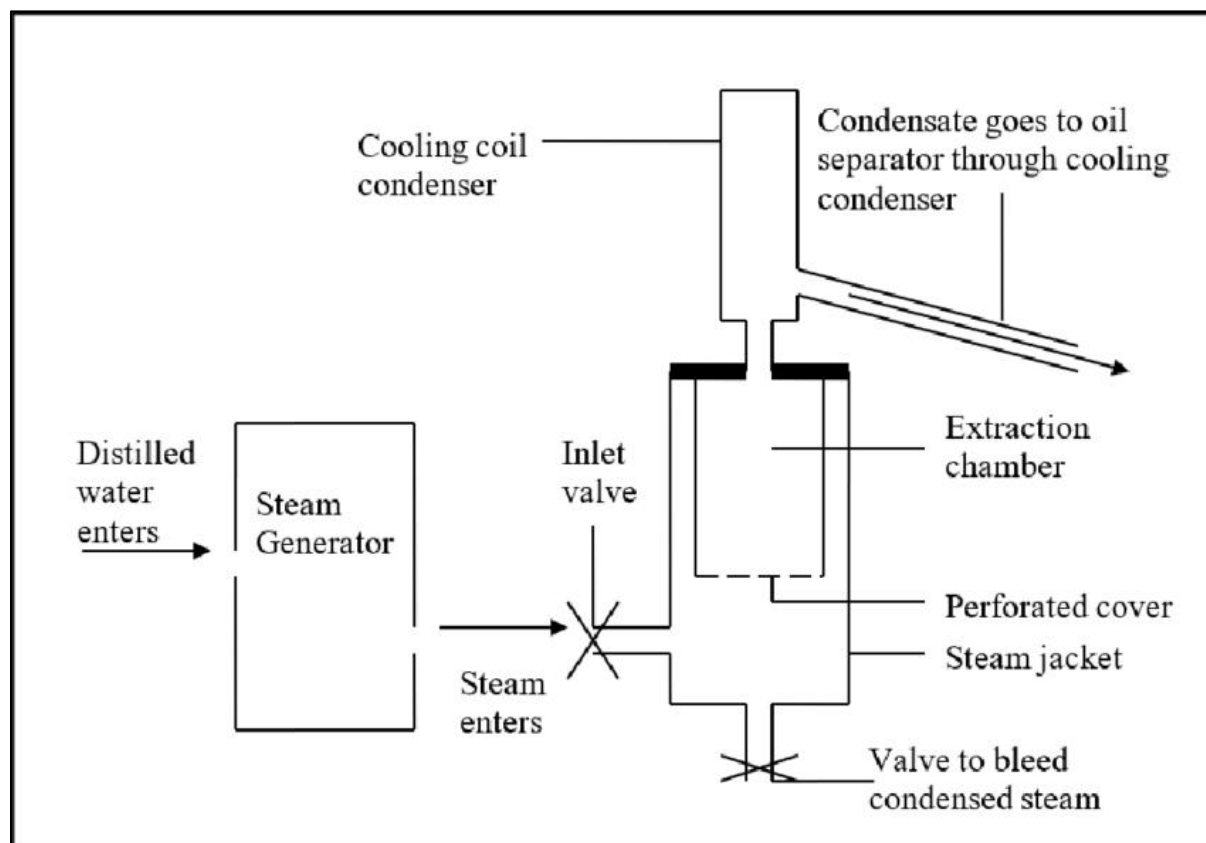 Cooling coil
condenser
Condensate goes to oil
separator through cooling
condenser
Distilled
water
enters
Steam
Generator
Inlet
valve
Extraction
chamber
Steam
enters
Perforated cover
Steam jacket
Valve to bleed
condensed steam